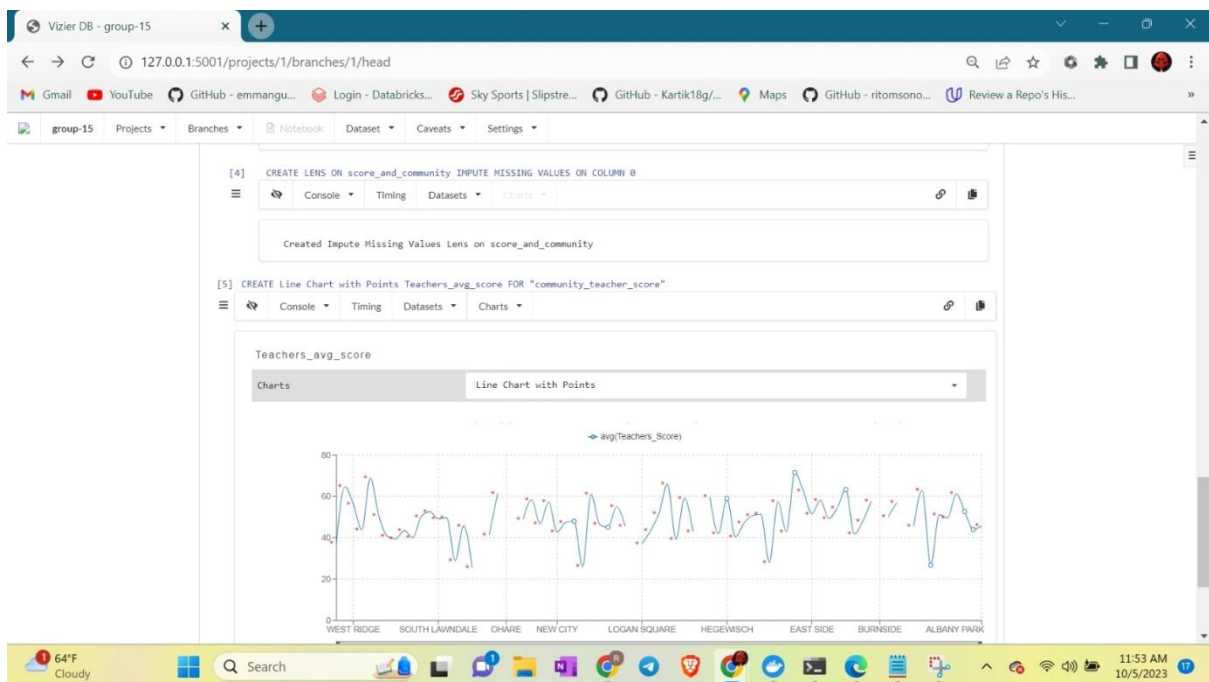 Vizier DB - group-15
127.0.0.1:5001/projects/1/branches/1/head
Gmail YouTube GitHub - emmangu... Login - Databricks... Sky Sports | Slipstre... GitHub - Kartik18g/... Maps GitHub - ritomsono... Review a Repo's His... »
group-15 Projects Branches Notebook Dataset Caveats Settings
[4] CREATE LENS ON score_and_community IMPUTE MISSING VALUES ON COLUMN 0
Console Timing Datasets Charts
Created Impute Missing Values Lens on score_and_community
[5] CREATE Line Chart with Points Teachers_avg_score FOR "community_teacher_score"
Console Timing Datasets Charts
Teachers_avg_score
Charts Line Chart with Points
avg(Teachers_Score)
80
60
40
20
0
WEST RIDGE SOUTH LAWNDALE OHARE NEW CITY LOGAN SQUARE HEGEWISCH EAST SIDE BURNSIDE ALBANY PARK
1 64°F Search 11:53 AM 17
Cloudy 10/5/2023